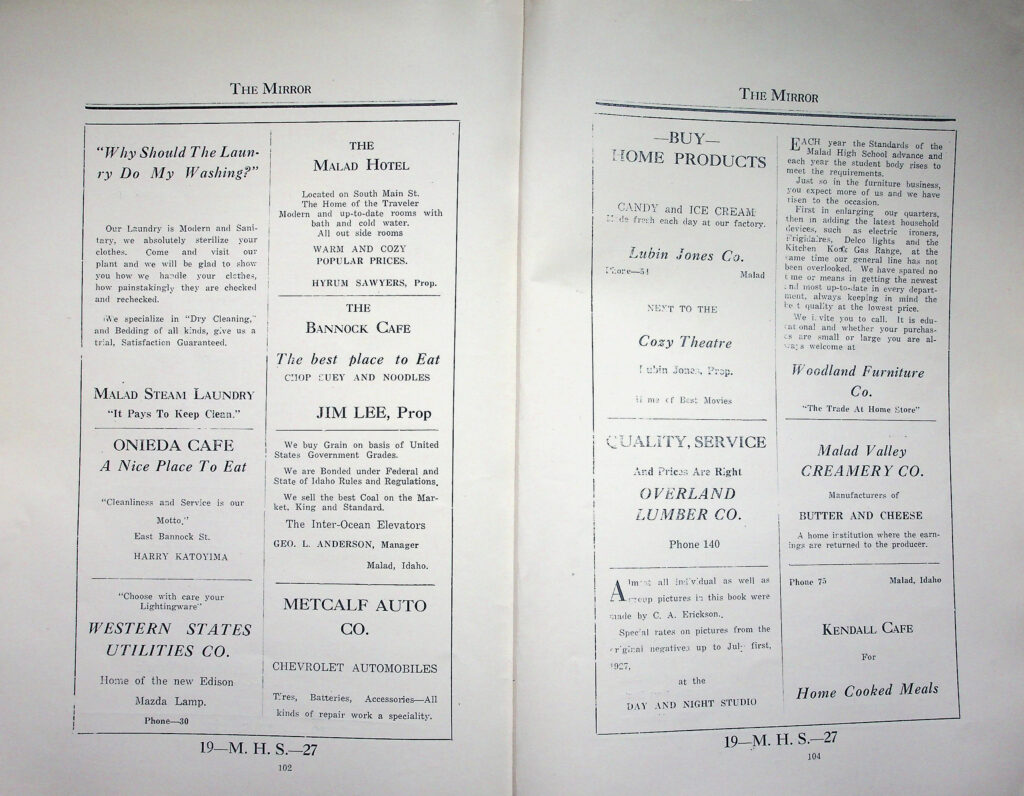 THE MIRROR
"Why Should The Laun-
ry Do My Washing?"
Our Laundry is Modern and Sani-
tary, we absolutely sterilize your
clothes. Come and visit our
plant and we will be glad to show
you how we handle your clothes,
how painstakingly they are checked
and rechecked.
We specialize in "Dry Cleaning,"
and Bedding of all kinds, give us a
trial, Satisfaction Guaranteed.
MALAD STEAM LAUNDRY
"It Pays To Keep Clean."
ONIEDA CAFE
A Nice Place To Eat
"Cleanliness and Service is our
Motto."
East Bannock St.
HARRY KATOYIMA
"Choose with care your
Lightingware"
WESTERN STATES
UTILITIES CO.
Home of the new Edison
Mazda Lamp.
Phone—30
THE
MALAD HOTEL
Located on South Main St.
The Home of the Traveler
Modern and up-to-date rooms with
bath and cold water.
All out side rooms
WARM AND COZY
POPULAR PRICES.
HYRUM SAWYERS, Prop.
THE
BANNOCK CAFE
The best place to Eat
CHOP SUEY AND NOODLES
JIM LEE, Prop
We buy Grain on basis of United
States Government Grades.
We are Bonded under Federal and
State of Idaho Rules and Regulations.
We sell the best Coal on the Mar-
ket, King and Standard.
The Inter-Ocean Elevators
GEO. L. ANDERSON, Manager
Malad, Idaho.
METCALF AUTO
CO.
CHEVROLET AUTOMOBILES
Tires, Batteries, Accessories—All
kinds of repair work a speciality.
19—M. H. S.—27
102
THE MIRROR
—BUY—
HOME PRODUCTS
CANDY and ICE CREAM
Made fresh each day at our factory.
Lubin Jones Co.
Phone—51 Malad
NEXT TO THE
Cozy Theatre
Lubin Jones, Prop.
Home of Best Movies
QUALITY, SERVICE
And Prices Are Right
OVERLAND
LUMBER CO.
Phone 140
Almost all individual as well as
group pictures in this book were
made by C. A. Erickson.
Special rates on pictures from the
original negatives up to July first,
1927,
at the
DAY AND NIGHT STUDIO
EACH year the Standards of the
Malad High School advance and
each year the student body rises to
meet the requirements.
Just so in the furniture business,
you expect more of us and we have
risen to the occasion.
First in enlarging our quarters,
then in adding the latest household
devices, such as electric ironers,
Frigidaires, Delco lights and the
Kitchen Kook Gas Range, at the
same time our general line has not
been overlooked. We have spared no
time or means in getting the newest
and most up-to-date in every depart-
ment, always keeping in mind the
best quality at the lowest price.
We invite you to call. It is edu-
cational and whether your purchas-
es are small or large you are al-
ways welcome at
Woodland Furniture
Co.
"The Trade At Home Store"
Malad Valley
CREAMERY CO.
Manufacturers of
BUTTER AND CHEESE
A home institution where the earn-
ings are returned to the producer.
Phone 75 Malad, Idaho
KENDALL CAFE
For
Home Cooked Meals
19—M. H. S.—27
104